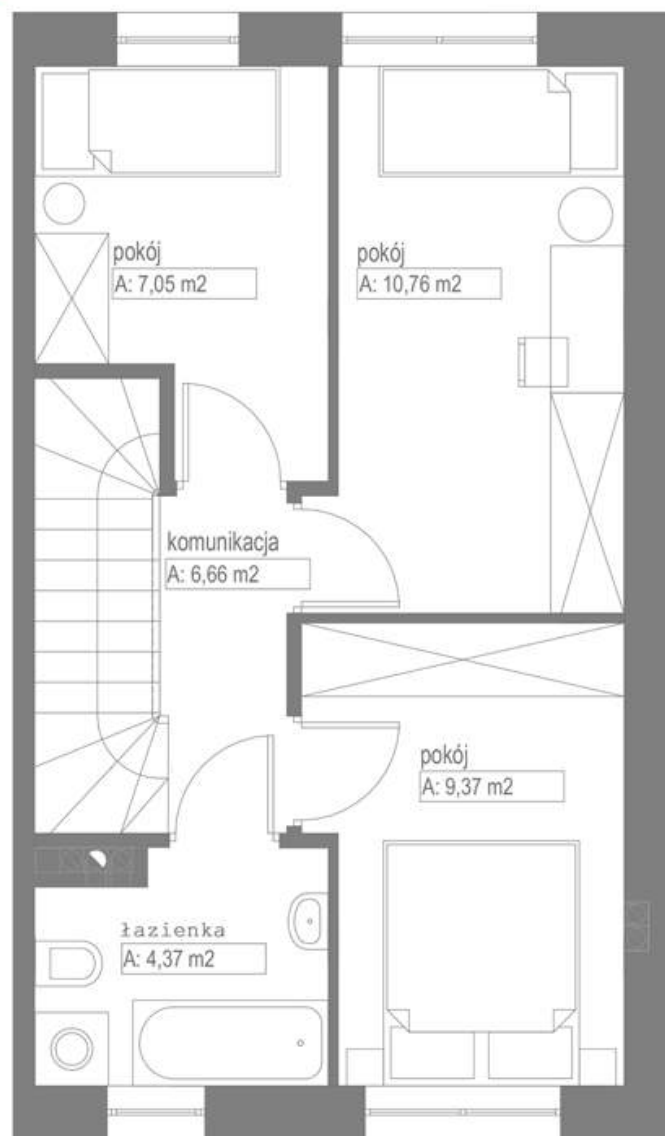 pokój
A: 7,05 m2
pokój
A: 10,76 m2
komunikacja
A: 6,66 m2
pokój
A: 9,37 m2
łazienka
A: 4,37 m2